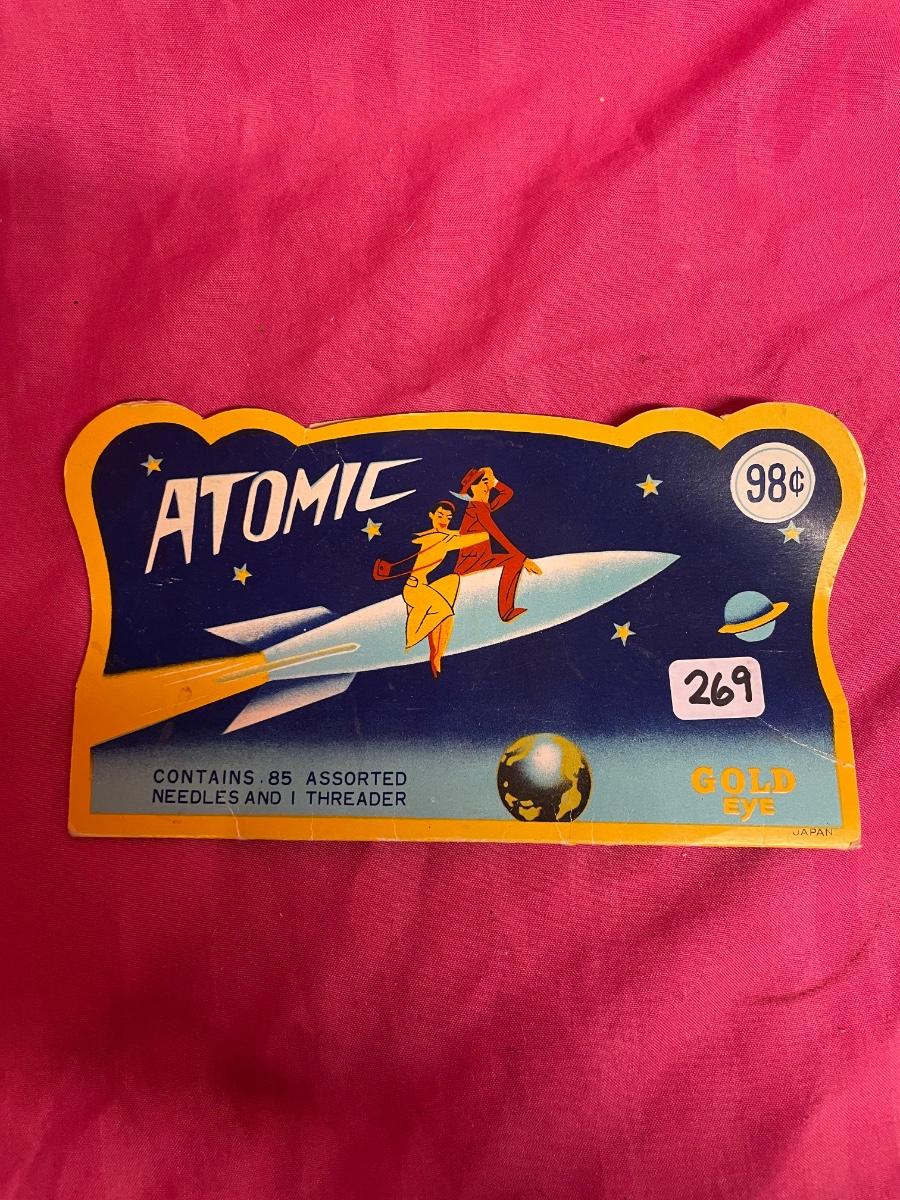 ATOMIC
98¢
269
CONTAINS. 85 ASSORTED
NEEDLES AND 1 THREADER
GOLD
EYE
JAPAN